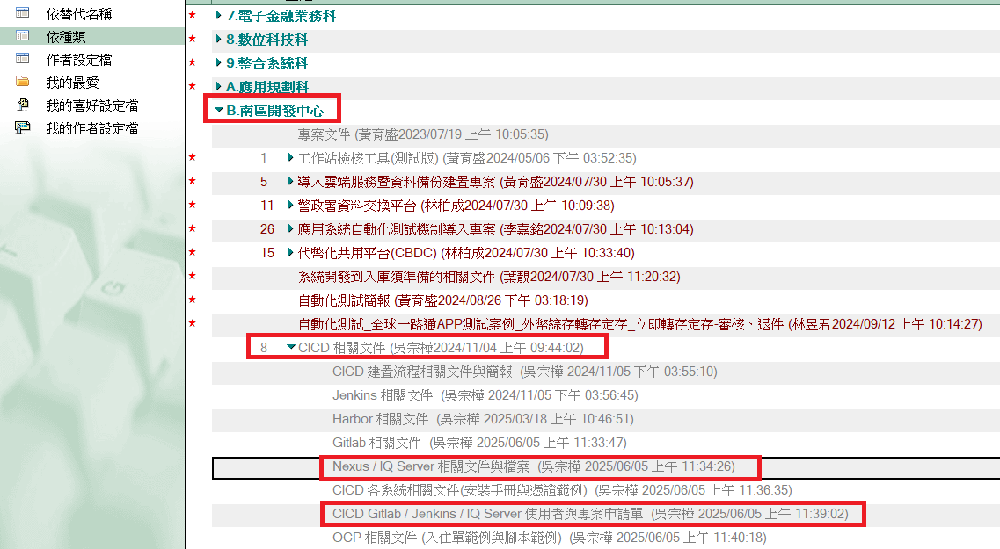 依替代名稱
依種類
作者設定檔
我的最愛
我的喜好設定檔
我的作者設定檔
7.電子金融業務科
8.數位科技科
9.整合系統科
A.應用規劃科
B.南區開發中心
專案文件 (黃育盛2023/07/19 上午 10:05:35)
1 工作站檢核工具(測試版) (黃育盛2024/05/06 下午 03:52:35)
5 導入雲端服務暨資料備份建置專案 (黃育盛2024/07/30 上午 10:05:37)
11 警政署資料交換平台 (林柏成2024/07/30 上午 10:09:38)
26 應用系統自動化測試機制導入專案 (李嘉銘2024/07/30 上午 10:13:04)
15 代幣化共用平台(CBDC) (林柏成2024/07/30 上午 10:33:40)
系統開發到入庫須準備的相關文件 (葉靚2024/07/30 上午 11:20:32)
自動化測試簡報 (黃育盛2024/08/26 下午 03:18:19)
自動化測試_全球一路通APP測試案例_外幣綜存轉存定存_立即轉存定存-審核、退件 (林昱君2024/09/12 上午 10:14:27)
8 CICD 相關文件 (吳宗樺2024/11/04 上午 09:44:02)
CICD 建置流程相關文件與簡報 (吳宗樺 2024/11/05 下午 03:55:10)
Jenkins 相關文件 (吳宗樺 2024/11/05 下午 03:56:45)
Harbor 相關文件 (吳宗樺 2025/03/18 上午 10:46:51)
Gitlab 相關文件 (吳宗樺 2025/06/05 上午 11:33:47)
Nexus / IQ Server 相關文件與檔案 (吳宗樺 2025/06/05 上午 11:34:26)
CICD 各系統相關文件(安裝手冊與憑證範例) (吳宗樺 2025/06/05 上午 11:36:35)
CICD Gitlab / Jenkins / IQ Server 使用者與專案申請單 (吳宗樺 2025/06/05 上午 11:39:02)
OCP 相關文件 (入住單範例與腳本範例) (吳宗樺 2025/06/05 上午 11:40:18)